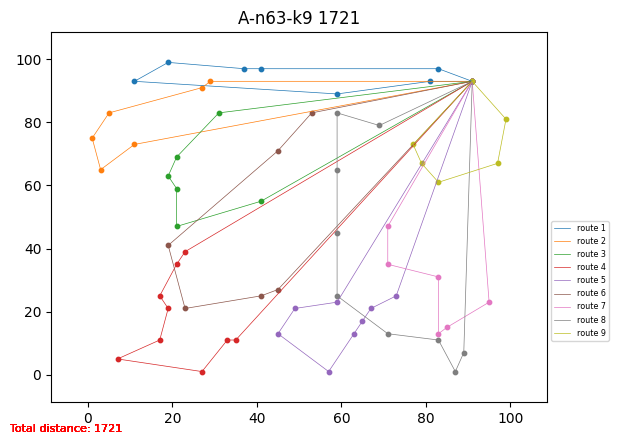 A-n63-k9 1721
100
80
60
40
20
0
0 20 40 60 80 100
route 1
route 2
route 3
route 4
route 5
route 6
route 7
route 8
route 9
Total distance: 1721